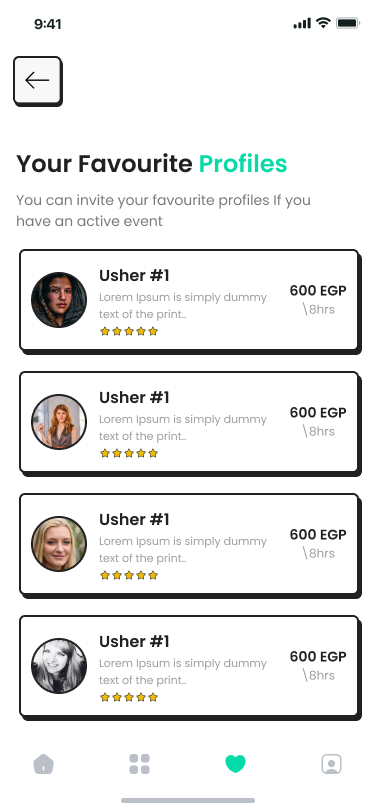 9:41
Your Favourite Profiles
You can invite your favourite profiles If you
have an active event
Usher #1
Lorem Ipsum is simply dummy
text of the print..
600 EGP
\8hrs
Usher #1
Lorem Ipsum is simply dummy
text of the print..
600 EGP
\8hrs
Usher #1
Lorem Ipsum is simply dummy
text of the print..
600 EGP
\8hrs
Usher #1
Lorem Ipsum is simply dummy
text of the print..
600 EGP
\8hrs